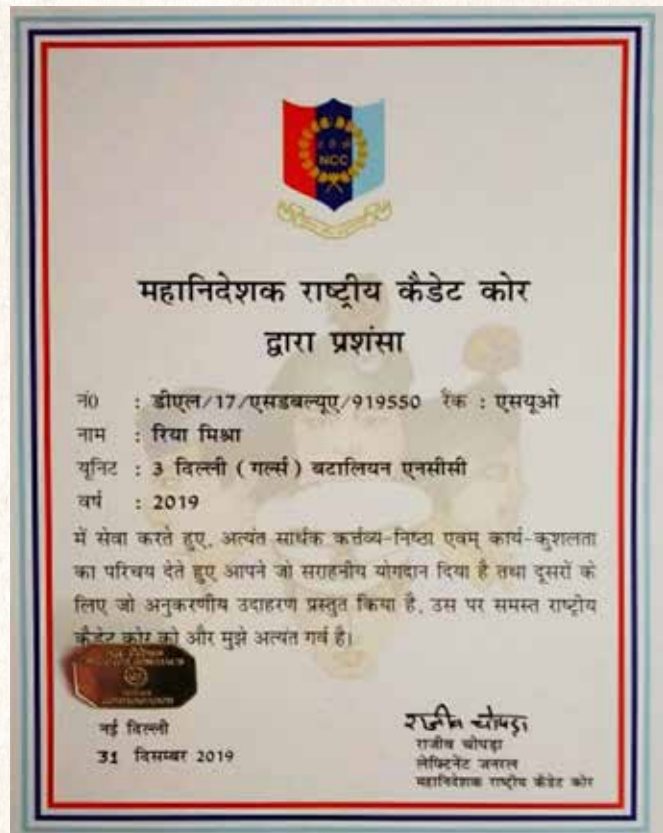 NCC
महानिदेशक राष्ट्रीय कैडेट कोर
द्वारा प्रशंसा
नं0 : डीएल/17/एसडबल्यूए/919550 रैंक : एसयूओ
नाम : रिया मिश्रा
यूनिट : 3 दिल्ली ( गर्ल्स ) बटालियन एनसीसी
वर्ष : 2019
में सेवा करते हुए, अत्यंत सार्थक कर्त्तव्य-निष्ठा एवम् कार्य-कुशलता
का परिचय देते हुए आपने जो सराहनीय योगदान दिया है तथा दूसरों के
लिए जो अनुकरणीय उदाहरण प्रस्तुत किया है, उस पर समस्त राष्ट्रीय
कैडेट कोर को और मुझे अत्यंत गर्व है।
नई दिल्ली
31 दिसम्बर 2019
राजीव चोपड़ा
राजीव चोपड़ा
लेफ्टिनेंट जनरल
महानिदेशक राष्ट्रीय कैडेट कोर